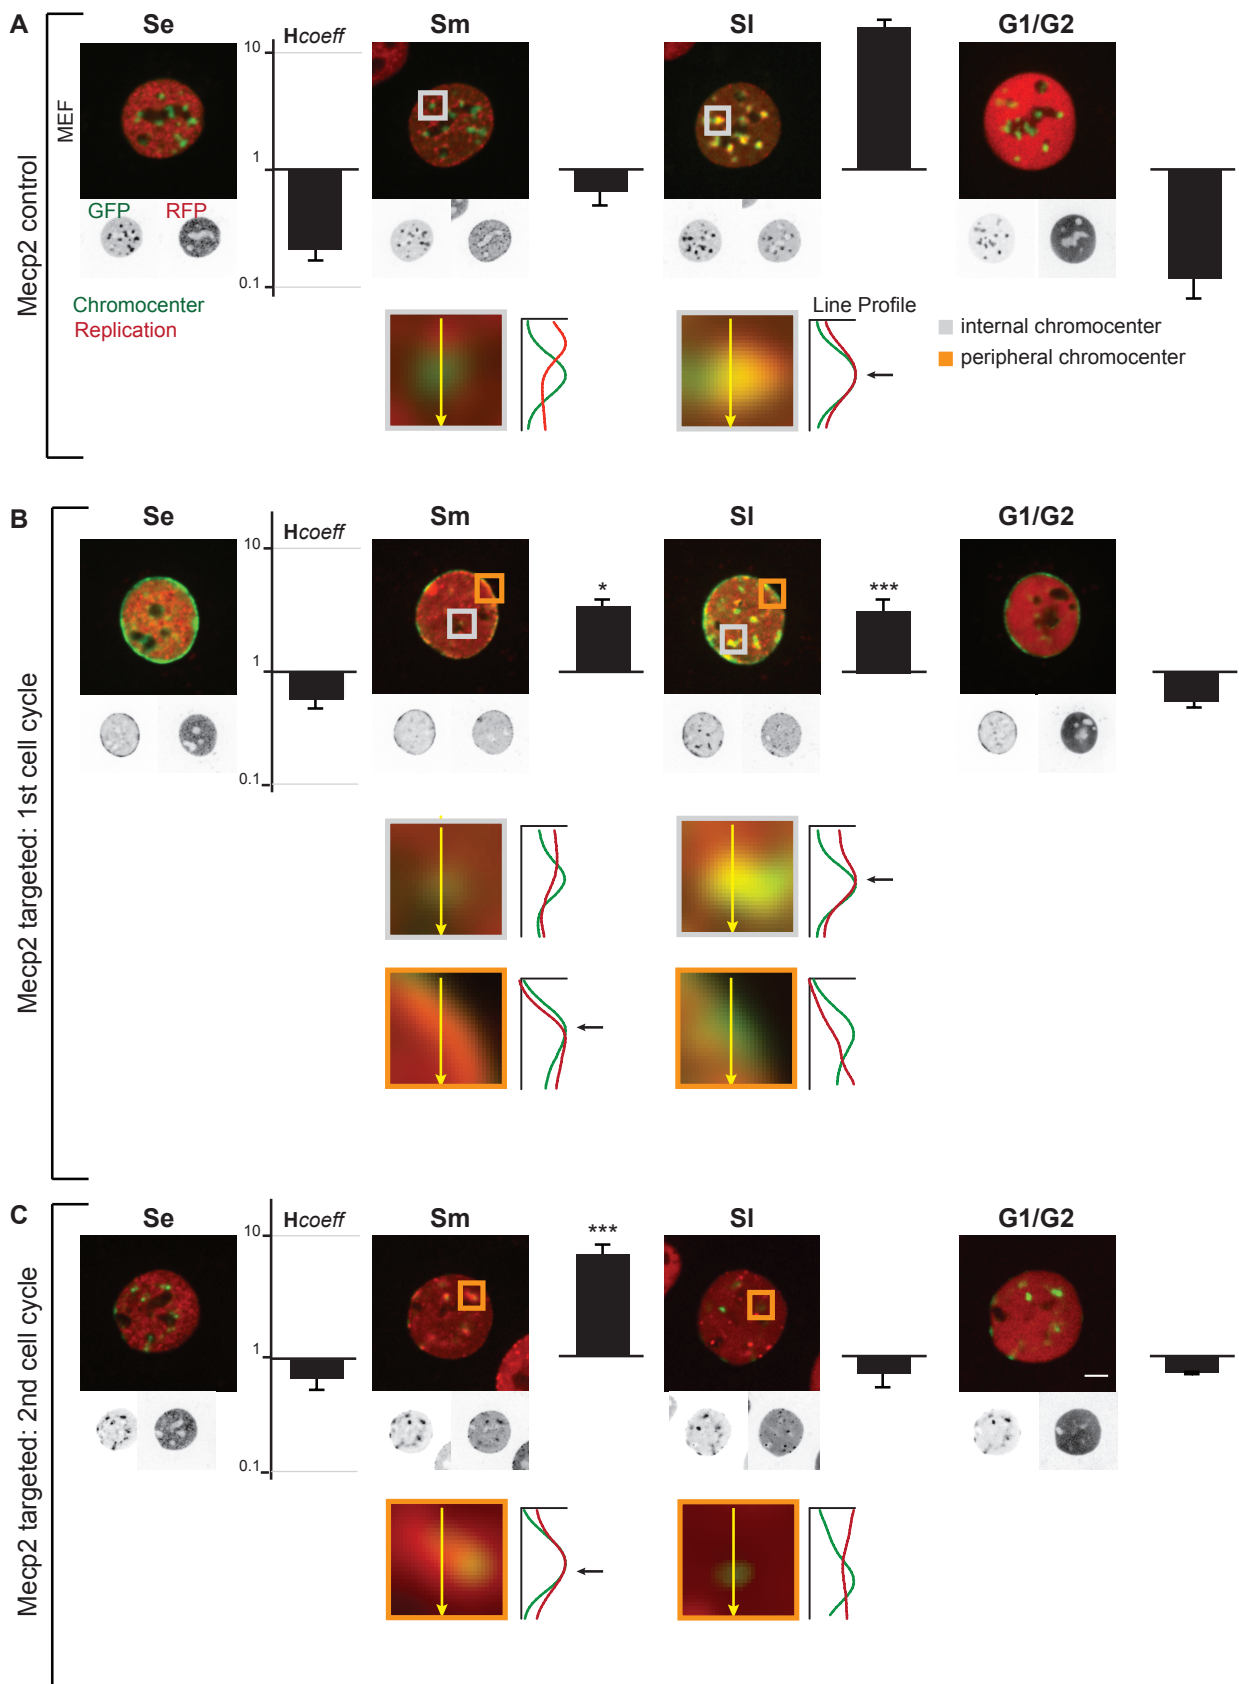 A
Mecp2 control
MEF
Se
Hcoeff
Sm
Sl
G1/G2
10
1
0.1
GFP
RFP
Chromocenter
Replication
Line Profile
internal chromocenter
peripheral chromocenter
B
Mecp2 targeted: 1st cell cycle
Se
Hcoeff
Sm
Sl
G1/G2
10
1
0.1
*
***
C
Mecp2 targeted: 2nd cell cycle
Se
Hcoeff
Sm
Sl
G1/G2
10
1
0.1
***